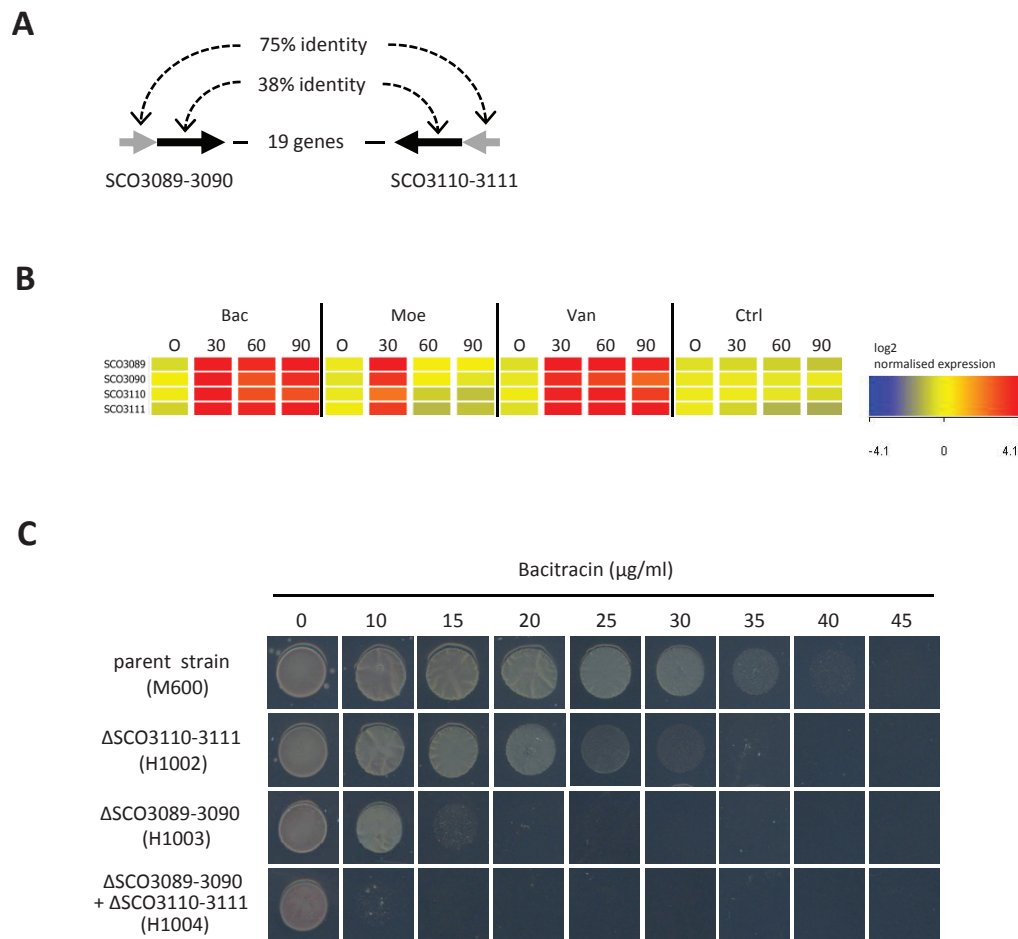 A
75% identity
38% identity
19 genes
SCO3089-3090
SCO3110-3111
B
Bac
Moe
Van
Ctrl
O 30 60 90 O 30 60 90 O 30 60 90 O 30 60 90
SCO3089
SCO3090
SCO3110
SCO3111
log2
normalised expression
-4.1 0 4.1
C
Bacitracin (μg/ml)
0 10 15 20 25 30 35 40 45
parent strain
(M600)
ΔSCO3110-3111
(H1002)
ΔSCO3089-3090
(H1003)
ΔSCO3089-3090
+ ΔSCO3110-3111
(H1004)